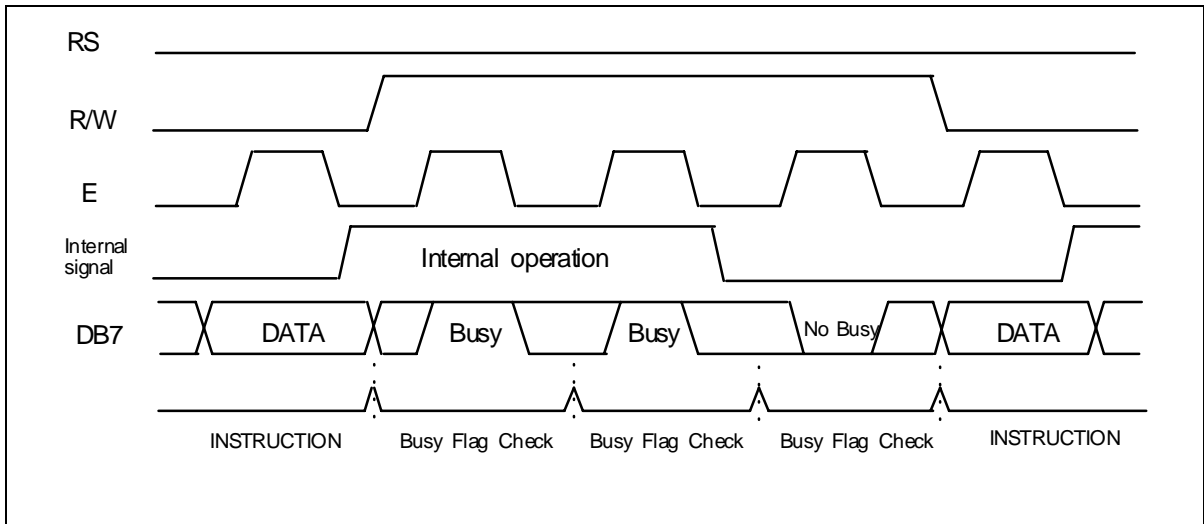 RS
R/W
E
Internal
signal
Internal operation
DB7
DATA
Busy
Busy
No Busy
DATA
INSTRUCTION
Busy Flag Check
Busy Flag Check
Busy Flag Check
INSTRUCTION